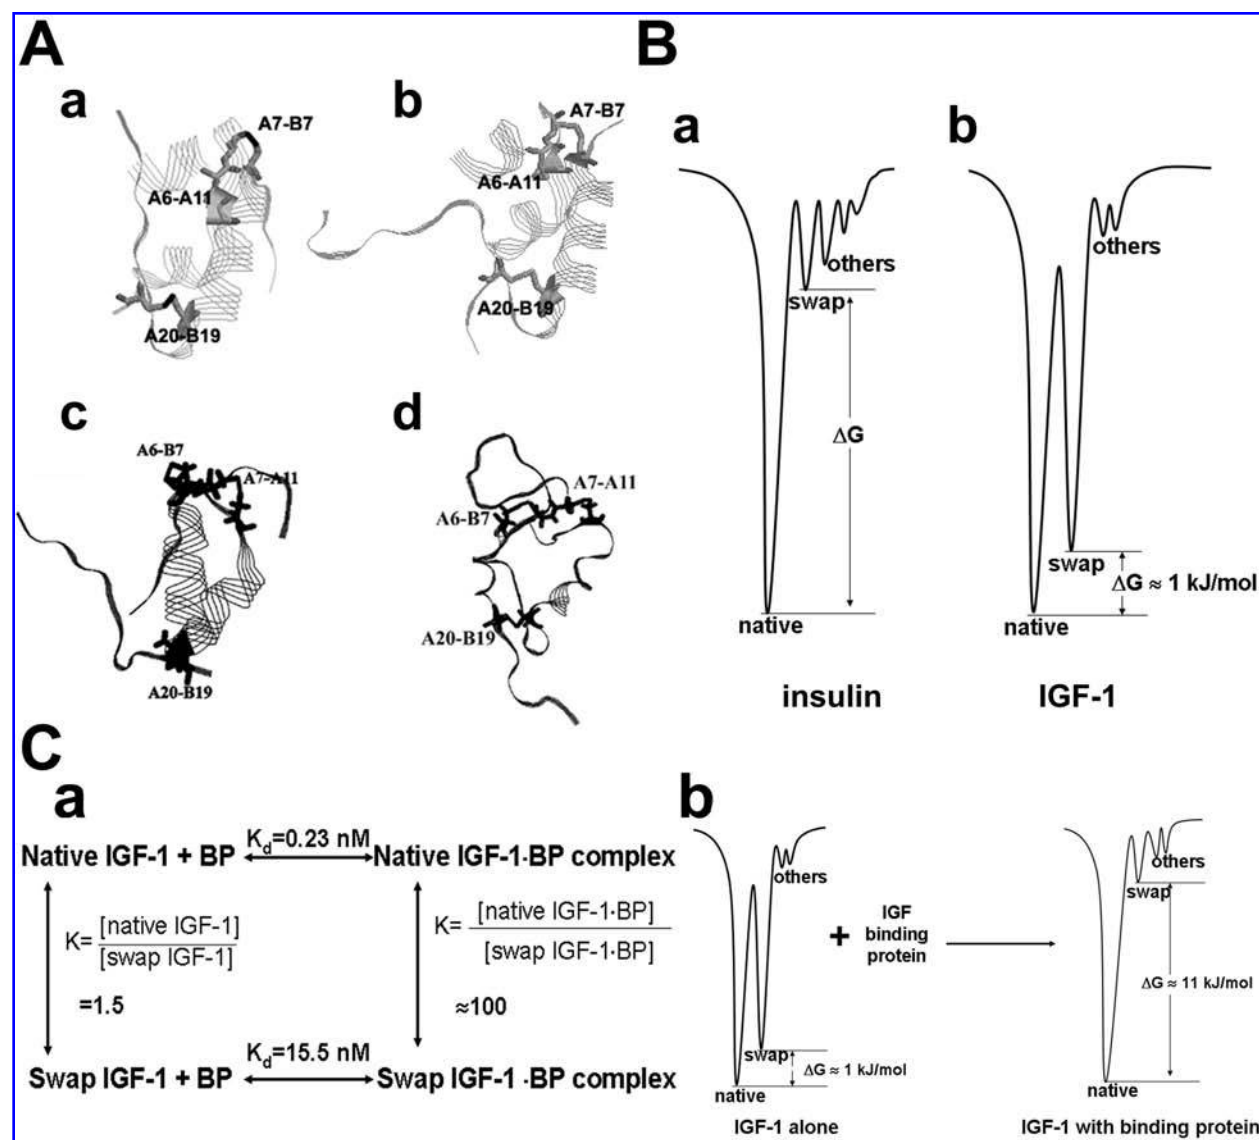 A
a
A7-B7
A6-A11
A20-B19
b
A7-B7
A6-A11
A20-B19
c
A6-B7
A7-A11
A20-B19
d
A7-A11
A6-B7
A20-B19
B
a
others
swap
ΔG
native
insulin
b
others
swap
ΔG ≈ 1 kJ/mol
native
IGF-1
C
a
Native IGF-1 + BP
Kd=0.23 nM
Native IGF-1·BP complex
K= [native IGF-1]
[swap IGF-1]
=1.5
K= [native IGF-1·BP]
[swap IGF-1·BP]
≈100
Swap IGF-1 + BP
Kd=15.5 nM
Swap IGF-1 ·BP complex
b
others
swap
ΔG ≈ 1 kJ/mol
native
IGF-1 alone
+
IGF
binding
protein
others
swap
ΔG ≈ 11 kJ/mol
native
IGF-1 with binding protein